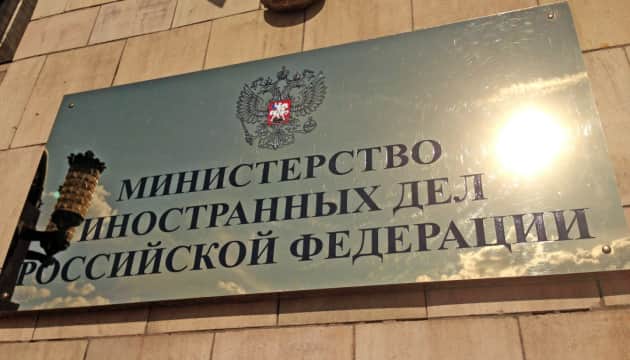 МИНИСТЕРСТВО
ИНОСТРАННЫХ ДЕЛ
РОССИЙСКОЙ ФЕДЕРАЦИИ